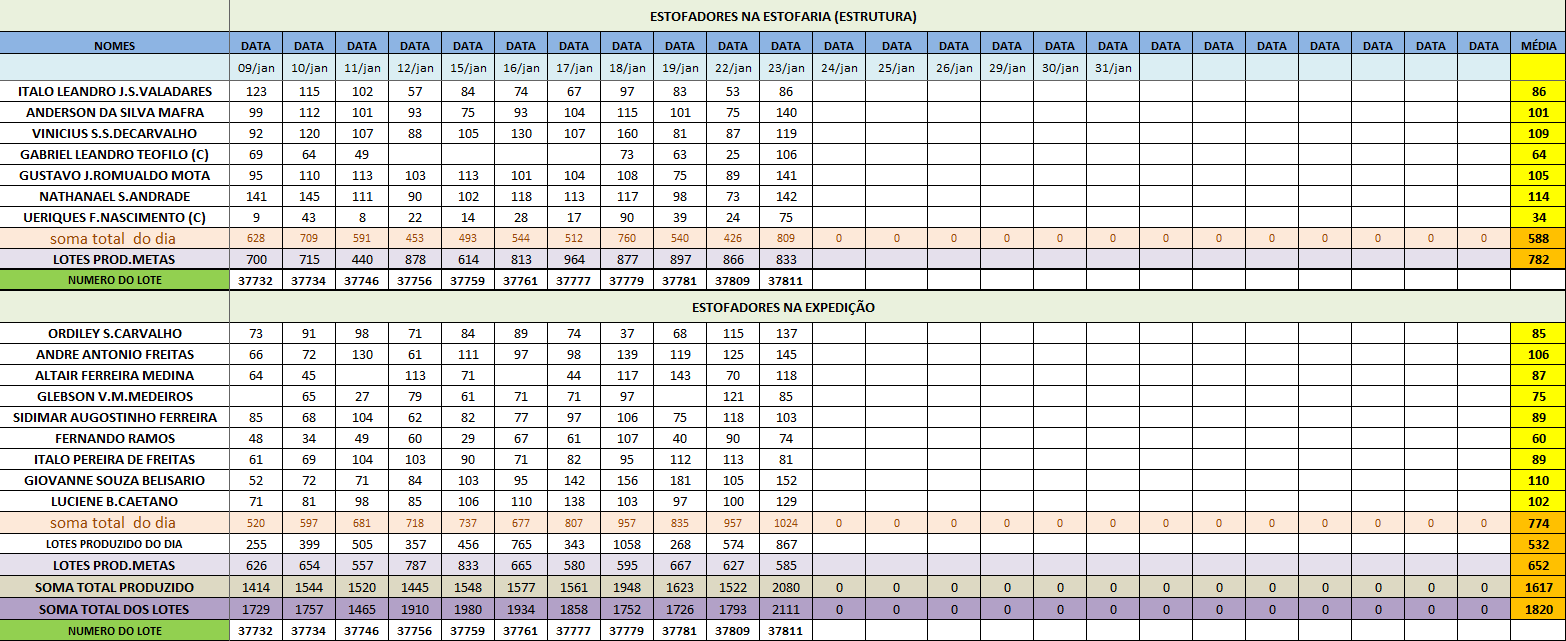 ESTOFADORES NA ESTOFARIA (ESTRUTURA)
NOMES DATA DATA DATA DATA DATA DATA DATA DATA DATA DATA DATA DATA DATA DATA DATA DATA DATA DATA DATA DATA DATA DATA DATA DATA MÉDIA
09/jan 10/jan 11/jan 12/jan 15/jan 16/jan 17/jan 18/jan 19/jan 22/jan 23/jan 24/jan 25/jan 26/jan 29/jan 30/jan 31/jan
ITALO LEANDRO J.S.VALADARES 123 115 102 57 84 74 67 97 83 53 86 86
ANDERSON DA SILVA MAFRA 99 112 101 93 75 93 104 115 101 75 140 101
VINICIUS S.S.DECARVALHO 92 120 107 88 105 130 107 160 81 87 119 109
GABRIEL LEANDRO TEOFILO (C) 69 64 49 73 63 25 106 64
GUSTAVO J.ROMUALDO MOTA 95 110 113 103 113 101 104 108 75 89 141 105
NATHANAEL S.ANDRADE 141 145 111 90 102 118 113 117 98 73 142 114
UERIQUES F.NASCIMENTO (C) 9 43 8 22 14 28 17 90 39 24 75 34
soma total do dia 628 709 591 453 493 544 512 760 540 426 809 0 0 0 0 0 0 0 0 0 0 0 0 0 588
LOTES PROD.METAS 700 715 440 878 614 813 964 877 897 866 833 782
NUMERO DO LOTE 37732 37734 37746 37756 37759 37761 37777 37779 37781 37809 37811
ESTOFADORES NA EXPEDIÇÃO
ORDILEY S.CARVALHO 73 91 98 71 84 89 74 37 68 115 137 85
ANDRE ANTONIO FREITAS 66 72 130 61 111 97 98 139 119 125 145 106
ALTAIR FERREIRA MEDINA 64 45 113 71 44 117 143 70 118 87
GLEBSON V.M.MEDEIROS 65 27 79 61 71 71 97 121 85 75
SIDIMAR AUGOSTINHO FERREIRA 85 68 104 62 82 77 97 106 75 118 103 89
FERNANDO RAMOS 48 34 49 60 29 67 61 107 40 90 74 60
ITALO PEREIRA DE FREITAS 61 69 104 103 90 71 82 95 112 113 81 89
GIOVANNE SOUZA BELISARIO 52 72 71 84 103 95 142 156 181 105 152 110
LUCIENE B.CAETANO 71 81 98 85 106 110 138 103 97 100 129 102
soma total do dia 520 597 681 718 737 677 807 957 835 957 1024 0 0 0 0 0 0 0 0 0 0 0 0 0 774
LOTES PRODUZIDO DO DIA 255 399 505 357 456 765 343 1058 268 574 867 532
LOTES PROD.METAS 626 654 557 787 833 665 580 595 667 627 585 652
SOMA TOTAL PRODUZIDO 1414 1544 1520 1445 1548 1577 1561 1948 1623 1522 2080 0 0 0 0 0 0 0 0 0 0 0 0 0 1617
SOMA TOTAL DOS LOTES 1729 1757 1465 1910 1980 1934 1858 1752 1726 1793 2111 0 0 0 0 0 0 0 0 0 0 0 0 0 1820
NUMERO DO LOTE 37732 37734 37746 37756 37759 37761 37777 37779 37781 37809 37811